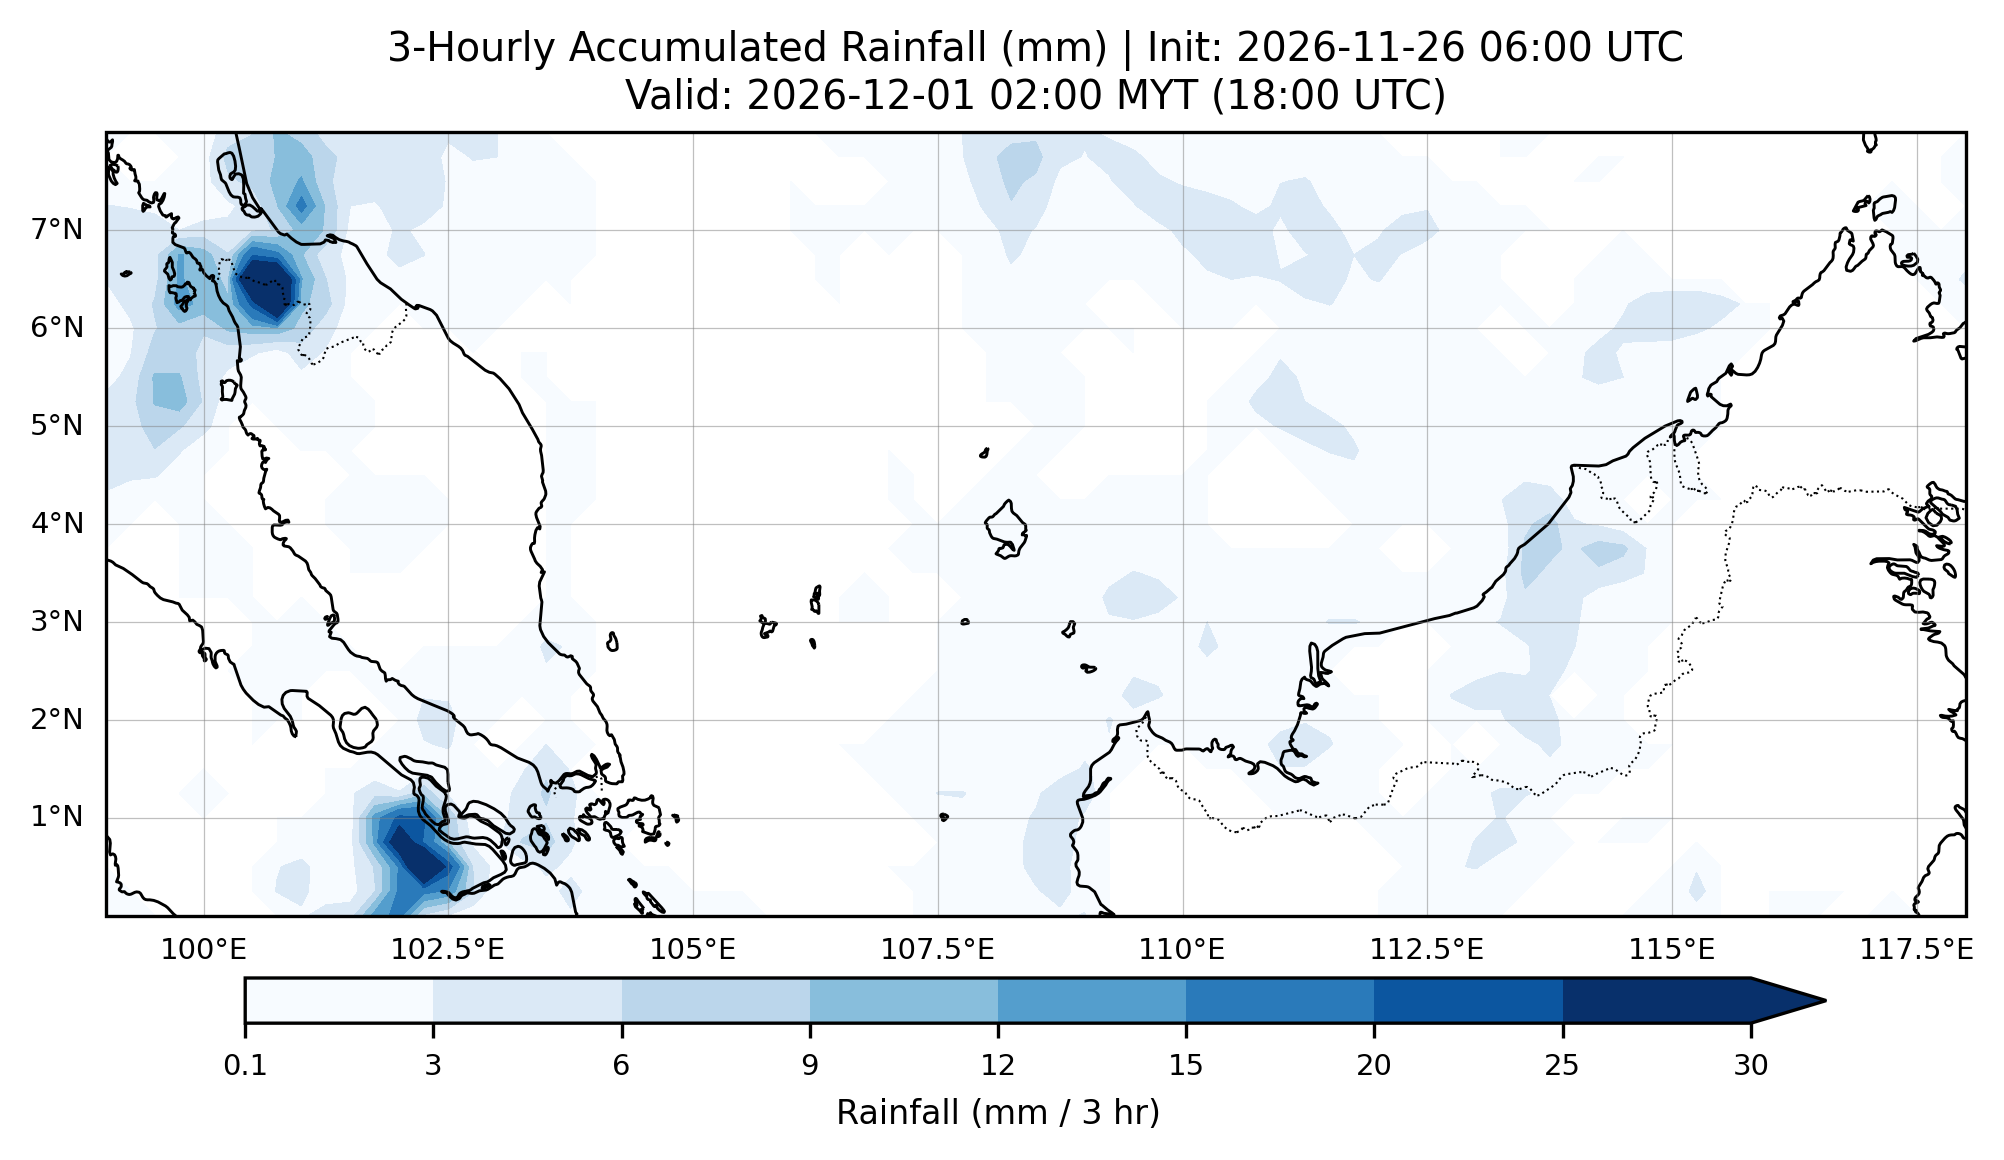 3-Hourly Accumulated Rainfall (mm) | Init: 2026-11-26 06:00 UTC
Valid: 2026-12-01 02:00 MYT (18:00 UTC)
7°N
6°N
5°N
4°N
3°N
2°N
1°N
100°E 102.5°E 105°E 107.5°E 110°E 112.5°E 115°E 117.5°E
0.1 3 6 9 12 15 20 25 30
Rainfall (mm / 3 hr)